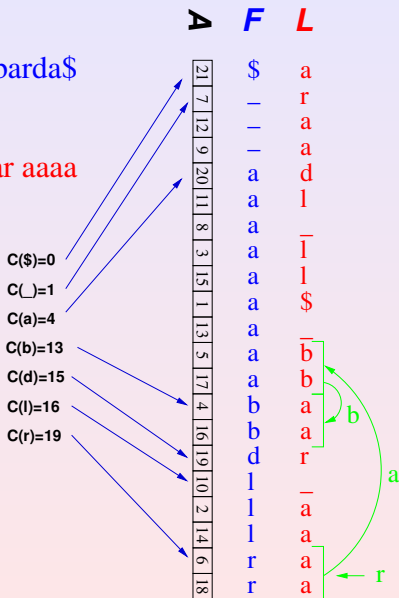 A F L
barda$
21 $ a
7 _ r
12 _ a
9 _ a
ar aaaa
20 a d
11 a l
8 a _
3 a l
15 a l
1 a $
13 a _
5 a b
17 a b
4 b a
16 b a
19 d r
10 l _
2 l a
14 l a
6 r a
18 r a
C($)=0
C(_)=1
C(a)=4
C(b)=13
C(d)=15
C(l)=16
C(r)=19
b
a
r